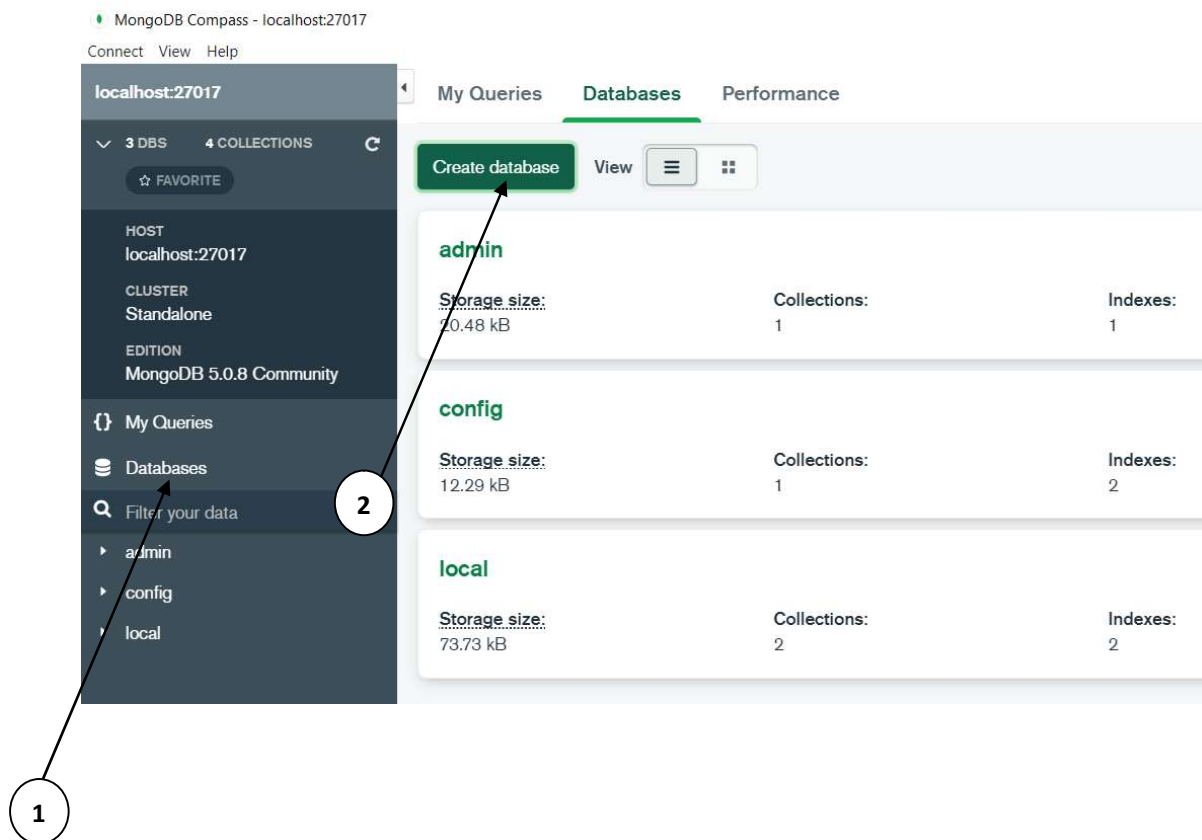 MongoDB Compass - localhost:27017
Connect View Help
localhost:27017
3 DBS 4 COLLECTIONS
FAVORITE
HOST
localhost:27017
CLUSTER
Standalone
EDITION
MongoDB 5.0.8 Community
{} My Queries
Databases
Filter your data
admin
config
local
My Queries Databases Performance
Create database View
admin
Storage size: Collections: Indexes:
20.48 kB 1 1
config
Storage size: Collections: Indexes:
12.29 kB 1 2
local
Storage size: Collections: Indexes:
73.73 kB 2 2
2
1